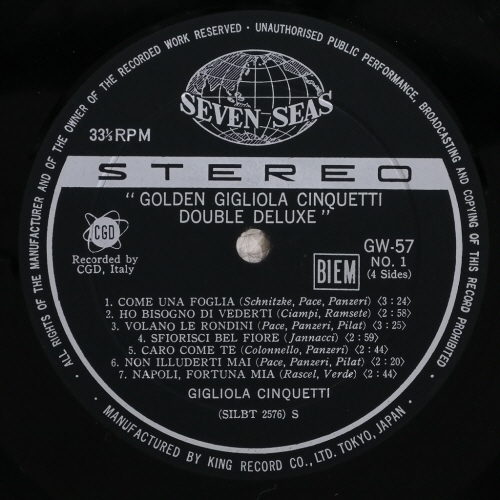 ALL RIGHTS OF THE MANUFACTURER AND OF THE OWNER OF THE RECORDED WORK RESERVED · UNAUTHORISED PUBLIC PERFORMANCE, BROADCASTING AND COPYING OF THIS RECORD PROHIBITED
SEVEN SEAS
33⅓RPM
STEREO
"GOLDEN GIGLIOLA CINQUETTI
DOUBLE DELUXE"
CGD
Recorded by
CGD, Italy
BIEM
GW-57
NO. 1
(4 Sides)
1. COME UNA FOGLIA (Schnitzke, Pace, Panzeri) <3:24>
2. HO BISOGNO DI VEDERTI (Ciampi, Ramsete) <2:58>
3. VOLANO LE RONDINI (Pace, Panzeri, Pilat) <3:25>
4. SFIORISCI BEL FIORE (Jannacci) <2:59>
5. CARO COME TE (Colonnello, Panzeri) <2:44>
6. NON ILLUDERTI MAI (Pace, Panzeri, Pilat) <2:20>
7. NAPOLI, FORTUNA MIA (Rascel, Verde) <2:44>
GIGLIOLA CINQUETTI
(SILBT 2576) S
· MANUFACTURED BY KING RECORD CO., LTD. TOKYO, JAPAN ·